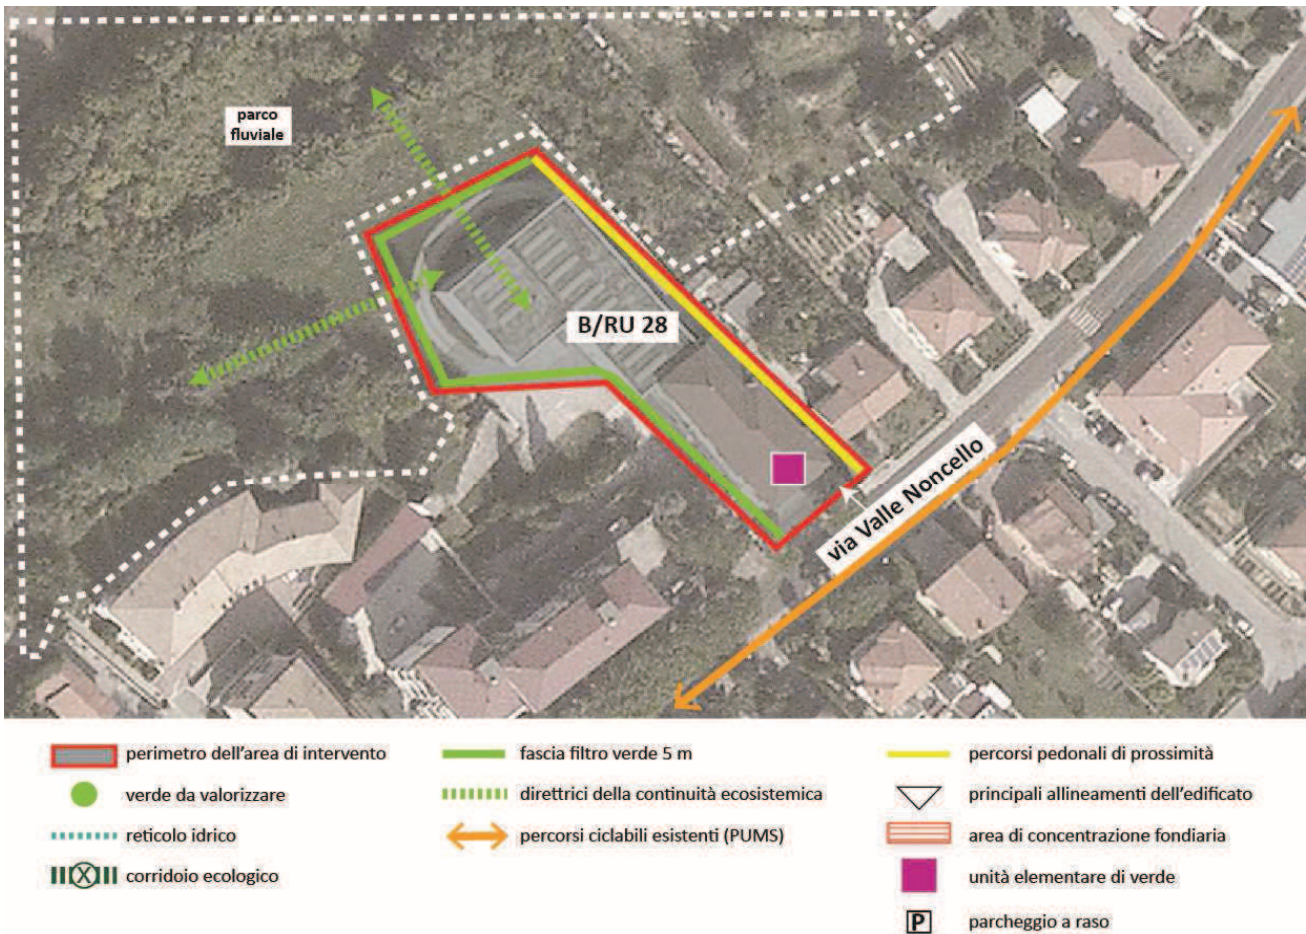 parco
fluviale
B/RU 28
via Valle Noncello
perimetro dell'area di intervento
verde da valorizzare
reticolo idrico
X corridoio ecologico
fascia filtro verde 5 m
direttrici della continuità ecosistemica
percorsi ciclabili esistenti (PUMS)
percorsi pedonali di prossimità
principali allineamenti dell'edificato
area di concentrazione fondiaria
unità elementare di verde
P parcheggio a raso